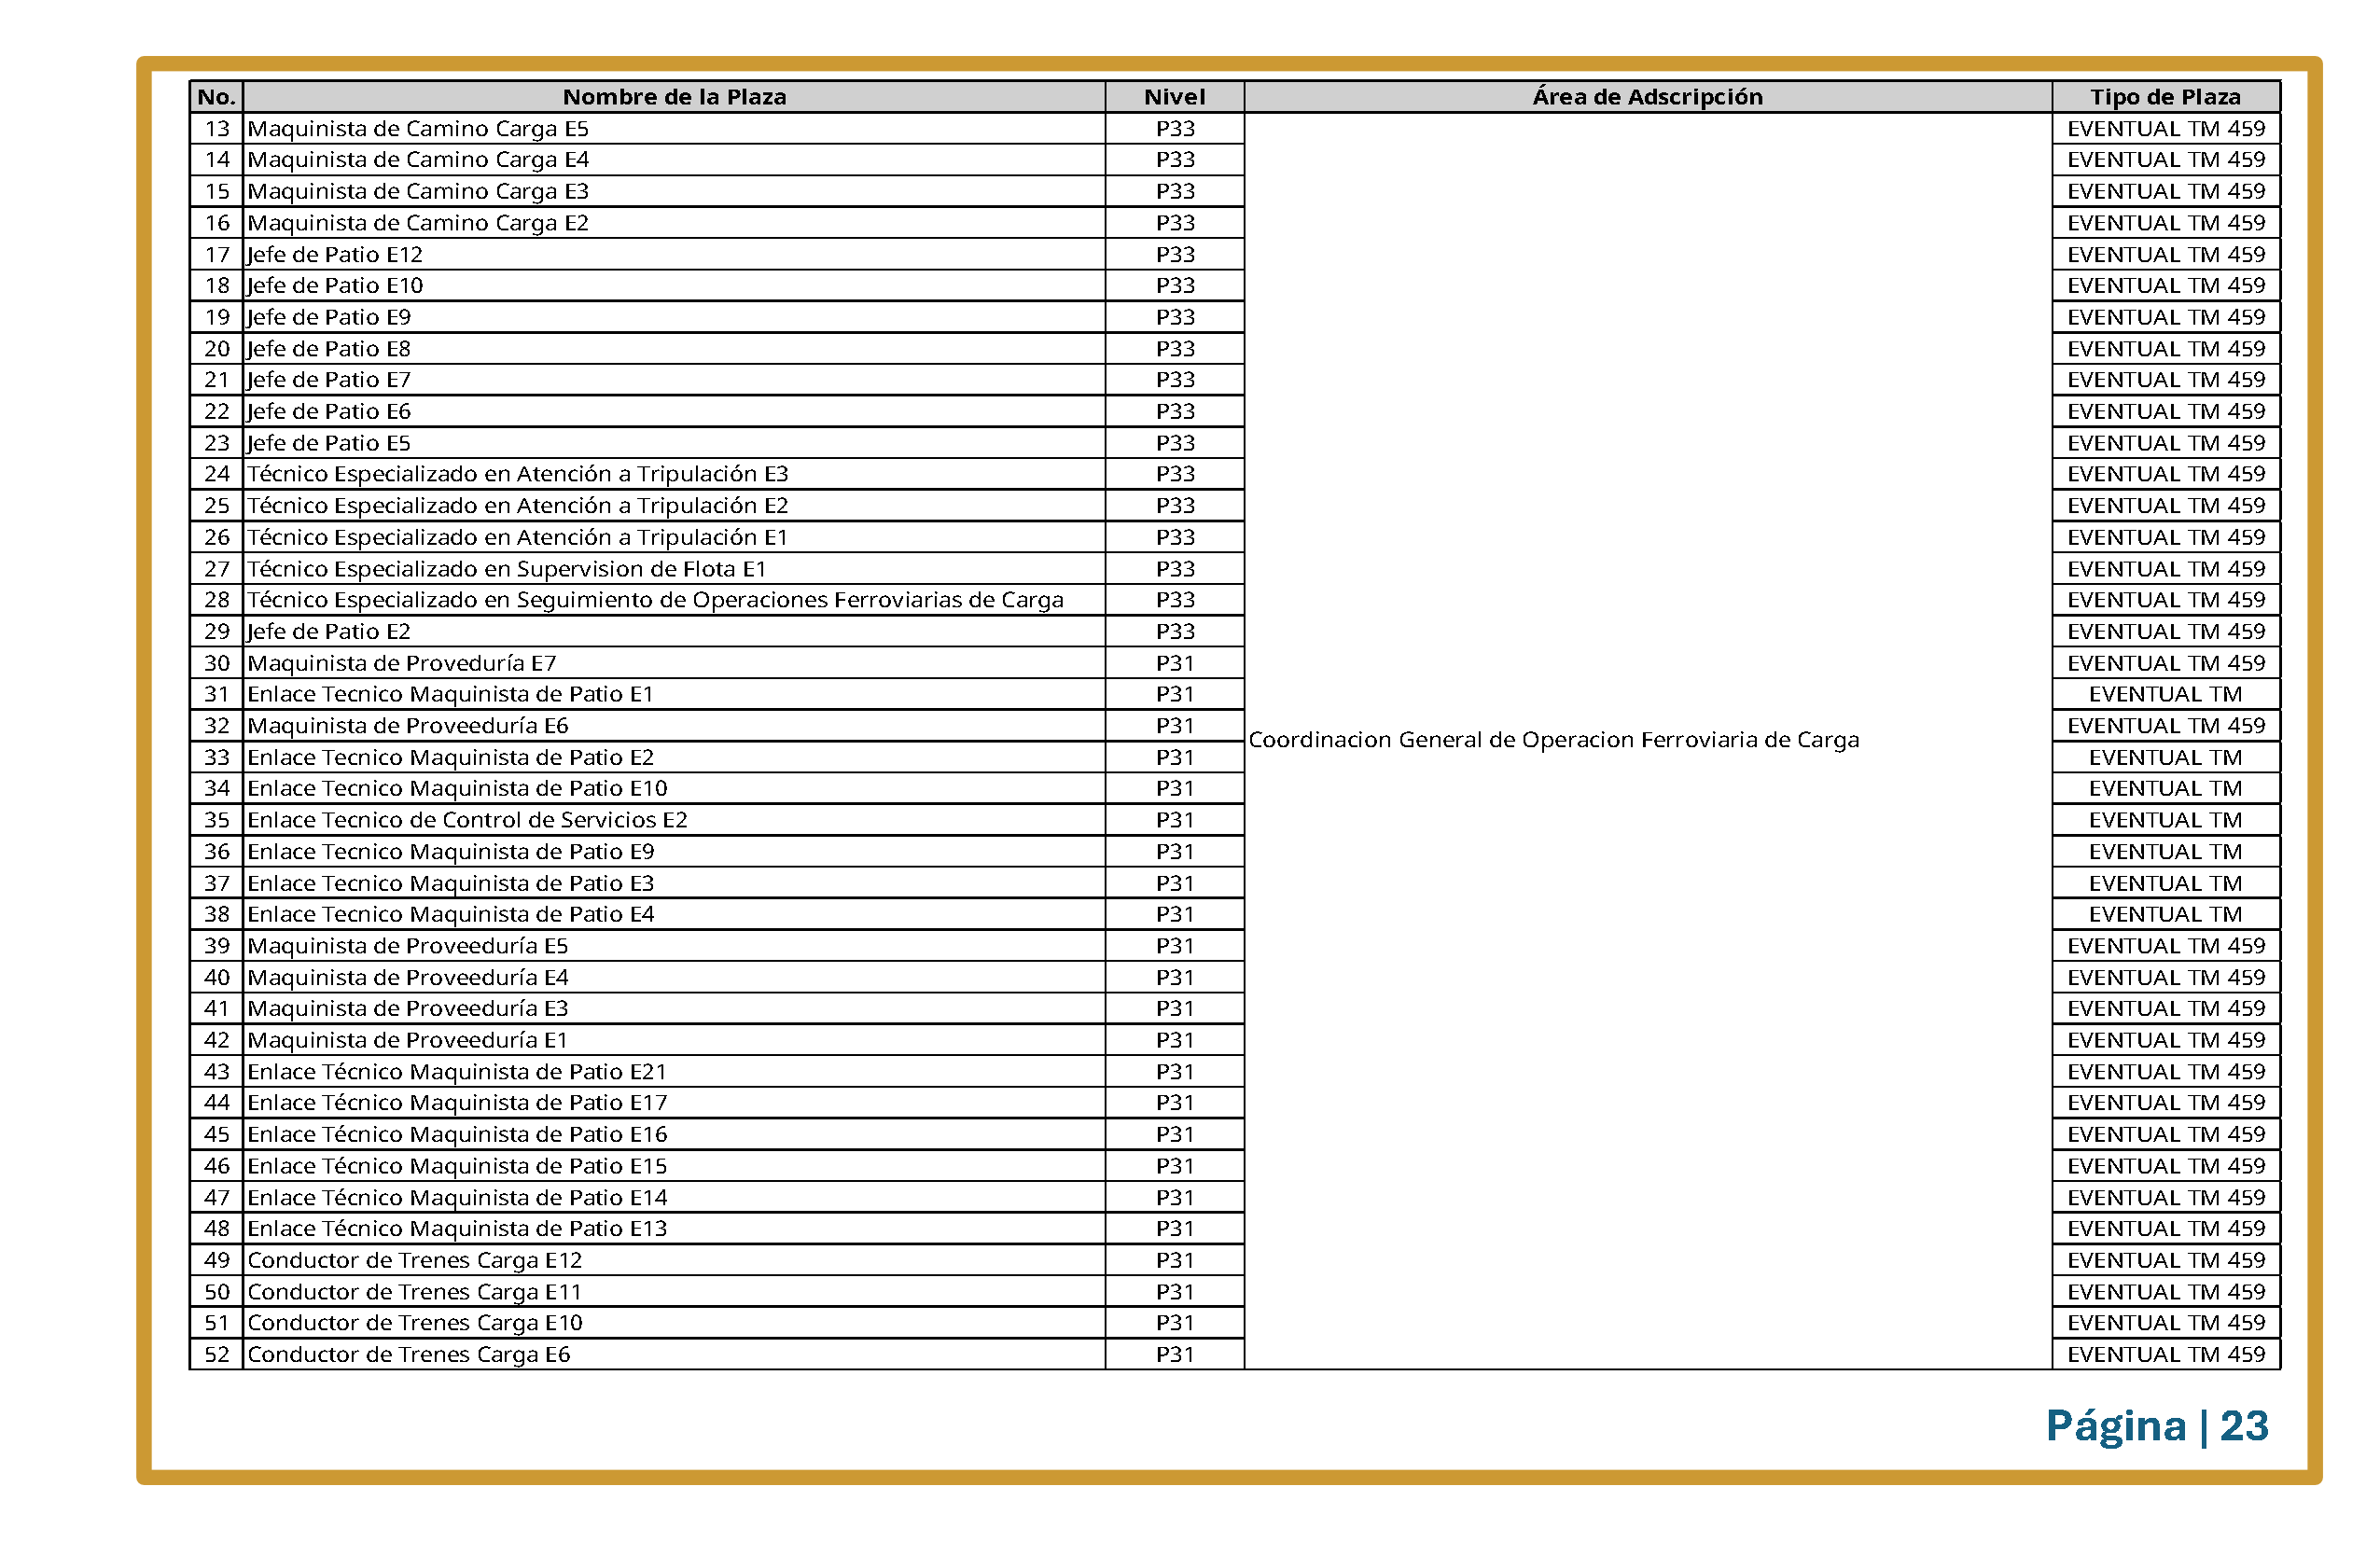 No. Nombre de la Plaza Nivel Área de Adscripción Tipo de Plaza
13 Maquinista de Camino Carga E5 P33 EVENTUAL TM 459
14 Maquinista de Camino Carga E4 P33 EVENTUAL TM 459
15 Maquinista de Camino Carga E3 P33 EVENTUAL TM 459
16 Maquinista de Camino Carga E2 P33 EVENTUAL TM 459
17 Jefe de Patio E12 P33 EVENTUAL TM 459
18 Jefe de Patio E10 P33 EVENTUAL TM 459
19 Jefe de Patio E9 P33 EVENTUAL TM 459
20 Jefe de Patio E8 P33 EVENTUAL TM 459
21 Jefe de Patio E7 P33 EVENTUAL TM 459
22 Jefe de Patio E6 P33 EVENTUAL TM 459
23 Jefe de Patio E5 P33 EVENTUAL TM 459
24 Técnico Especializado en Atención a Tripulación E3 P33 EVENTUAL TM 459
25 Técnico Especializado en Atención a Tripulación E2 P33 EVENTUAL TM 459
26 Técnico Especializado en Atención a Tripulación E1 P33 EVENTUAL TM 459
27 Técnico Especializado en Supervision de Flota E1 P33 EVENTUAL TM 459
28 Técnico Especializado en Seguimiento de Operaciones Ferroviarias de Carga P33 EVENTUAL TM 459
29 Jefe de Patio E2 P33 EVENTUAL TM 459
30 Maquinista de Proveduría E7 P31 EVENTUAL TM 459
31 Enlace Tecnico Maquinista de Patio E1 P31 EVENTUAL TM
32 Maquinista de Proveeduría E6 P31 EVENTUAL TM 459
Coordinacion General de Operacion Ferroviaria de Carga
33 Enlace Tecnico Maquinista de Patio E2 P31 EVENTUAL TM
34 Enlace Tecnico Maquinista de Patio E10 P31 EVENTUAL TM
35 Enlace Tecnico de Control de Servicios E2 P31 EVENTUAL TM
36 Enlace Tecnico Maquinista de Patio E9 P31 EVENTUAL TM
37 Enlace Tecnico Maquinista de Patio E3 P31 EVENTUAL TM
38 Enlace Tecnico Maquinista de Patio E4 P31 EVENTUAL TM
39 Maquinista de Proveeduría E5 P31 EVENTUAL TM 459
40 Maquinista de Proveeduría E4 P31 EVENTUAL TM 459
41 Maquinista de Proveeduría E3 P31 EVENTUAL TM 459
42 Maquinista de Proveeduría E1 P31 EVENTUAL TM 459
43 Enlace Técnico Maquinista de Patio E21 P31 EVENTUAL TM 459
44 Enlace Técnico Maquinista de Patio E17 P31 EVENTUAL TM 459
45 Enlace Técnico Maquinista de Patio E16 P31 EVENTUAL TM 459
46 Enlace Técnico Maquinista de Patio E15 P31 EVENTUAL TM 459
47 Enlace Técnico Maquinista de Patio E14 P31 EVENTUAL TM 459
48 Enlace Técnico Maquinista de Patio E13 P31 EVENTUAL TM 459
49 Conductor de Trenes Carga E12 P31 EVENTUAL TM 459
50 Conductor de Trenes Carga E11 P31 EVENTUAL TM 459
51 Conductor de Trenes Carga E10 P31 EVENTUAL TM 459
52 Conductor de Trenes Carga E6 P31 EVENTUAL TM 459
Página | 23